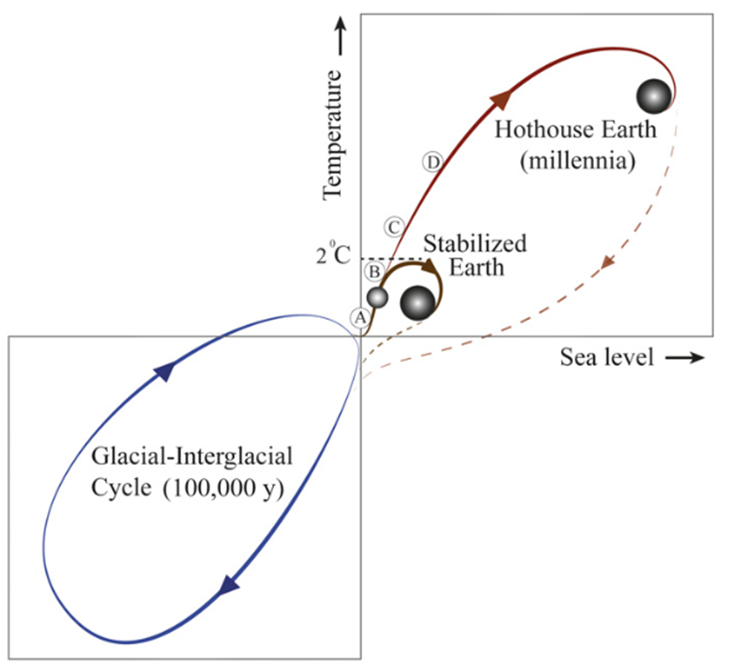 Temperature
Hothouse Earth
(millennia)
D
C
2°C
Stabilized
Earth
B
A
Sea level
Glacial-Interglacial
Cycle (100,000 y)